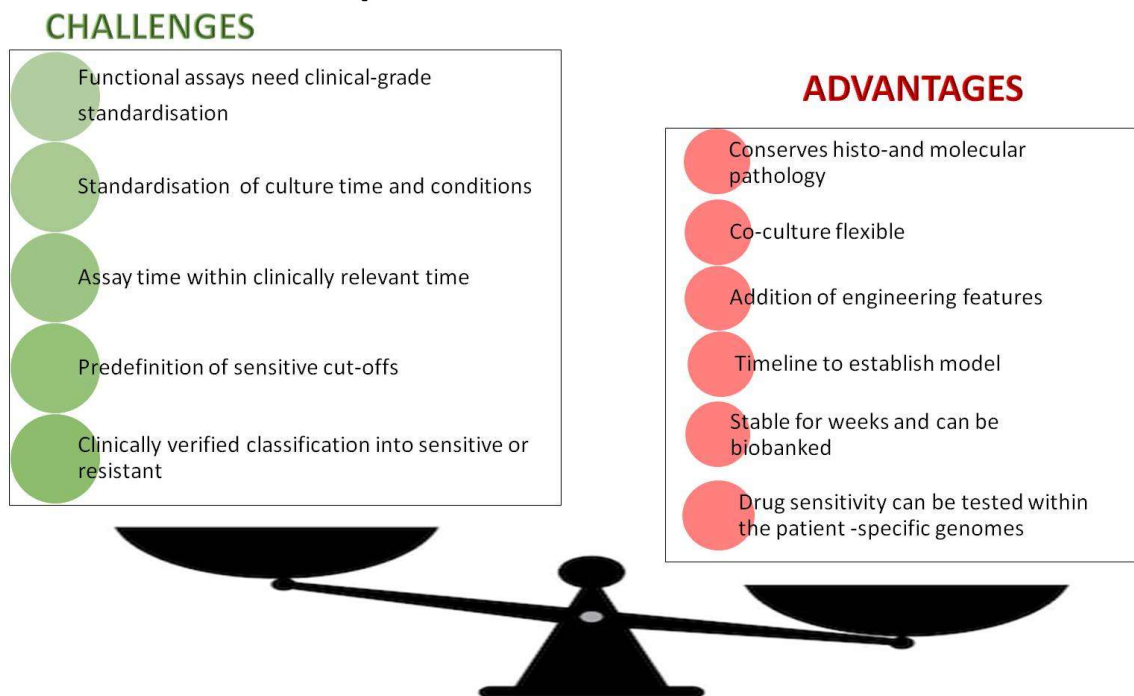 CHALLENGES
Functional assays need clinical-grade
standardisation
Standardisation of culture time and conditions
Assay time within clinically relevant time
Predefinition of sensitive cut-offs
Clinically verified classification into sensitive or
resistant
ADVANTAGES
Conserves histo-and molecular
pathology
Co-culture flexible
Addition of engineering features
Timeline to establish model
Stable for weeks and can be
biobanked
Drug sensitivity can be tested within
the patient -specific genomes